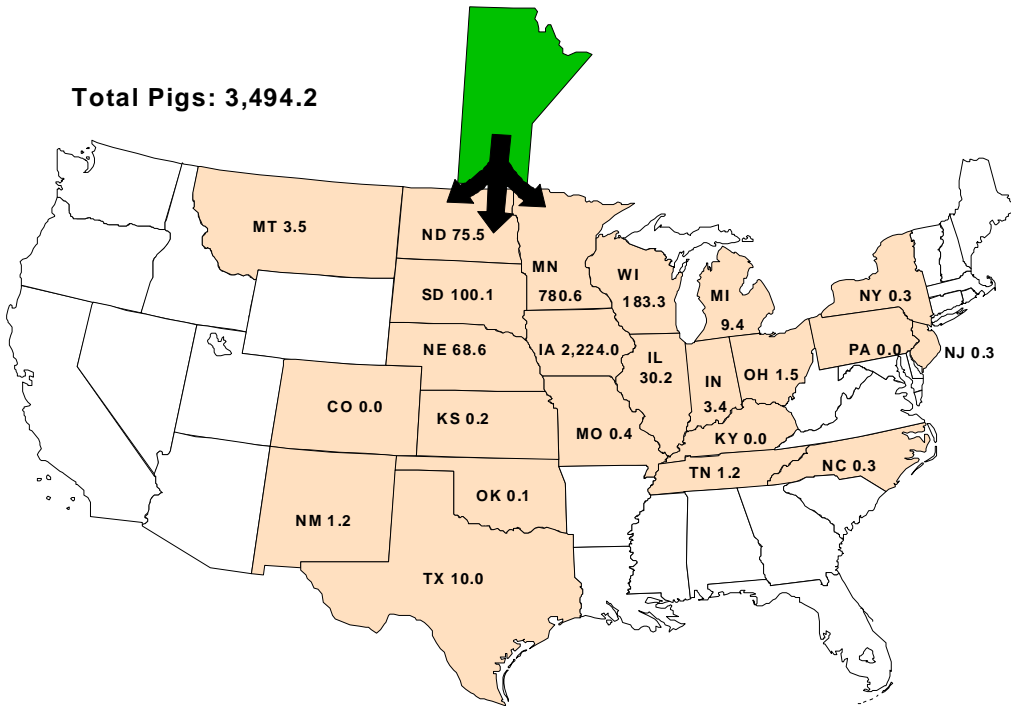 Total Pigs: 3,494.2
MT 3.5
ND 75.5
MN
780.6
WI
183.3
MI
9.4
NY 0.3
SD 100.1
NE 68.6
IA 2,224.0
IL
30.2
IN
3.4
OH 1.5
PA 0.0
NJ 0.3
CO 0.0
KS 0.2
MO 0.4
KY 0.0
TN 1.2
NC 0.3
NM 1.2
OK 0.1
TX 10.0